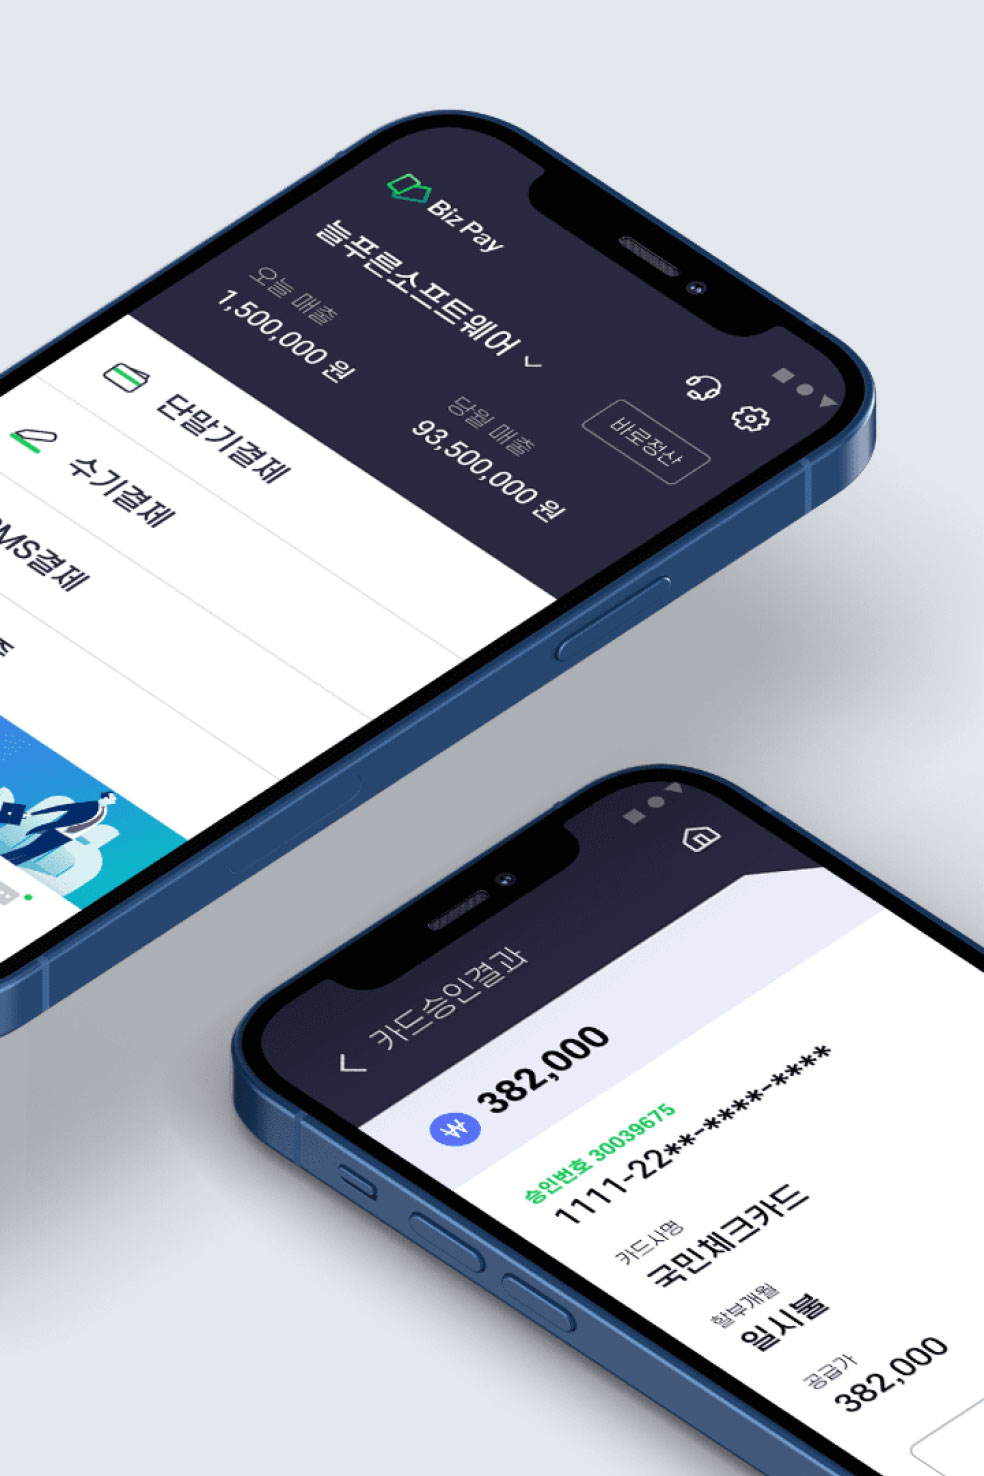 Biz Pay
늘푸른소프트웨어
오늘 매출
1,500,000 원
당월 매출
93,500,000 원
바로정산
단말기결제
수기결제
MS결제
카드승인결과
382,000
승인번호 30039675
1111-22**-****-****
카드사명
국민체크카드
할부개월
일시불
공급가
382,000